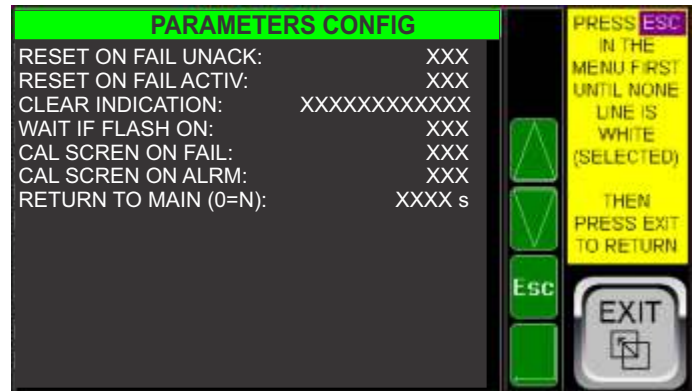 PARAMETERS CONFIG
RESET ON FAIL UNACK: XXX
RESET ON FAIL ACTIV: XXX
CLEAR INDICATION: XXXXXXXXXXXX
WAIT IF FLASH ON: XXX
CAL SCREN ON FAIL: XXX
CAL SCREN ON ALRM: XXX
RETURN TO MAIN (0=N): XXXX s
Esc
PRESS ESC
IN THE
MENU FIRST
UNTIL NONE
LINE IS
WHITE
(SELECTED)
THEN
PRESS EXIT
TO RETURN
EXIT